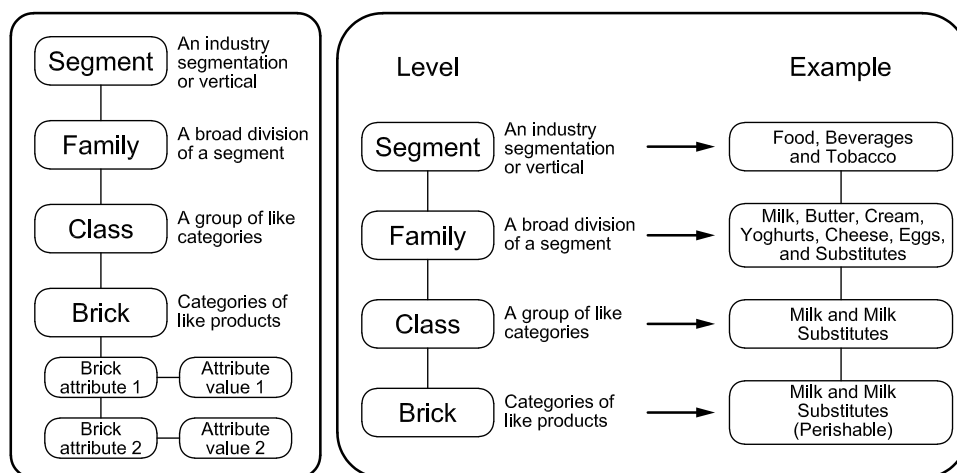 Segment
An industry
segmentation
or vertical
Family
A broad division
of a segment
Class
A group of like
categories
Brick
Categories of
like products
Brick
attribute 1
Attribute
value 1
Brick
attribute 2
Attribute
value 2
Level
Example
Segment
An industry
segmentation
or vertical
Food, Beverages
and Tobacco
Family
A broad division
of a segment
Milk, Butter, Cream,
Yoghurts, Cheese, Eggs,
and Substitutes
Class
A group of like
categories
Milk and Milk
Substitutes
Brick
Categories of
like products
Milk and Milk
Substitutes
(Perishable)